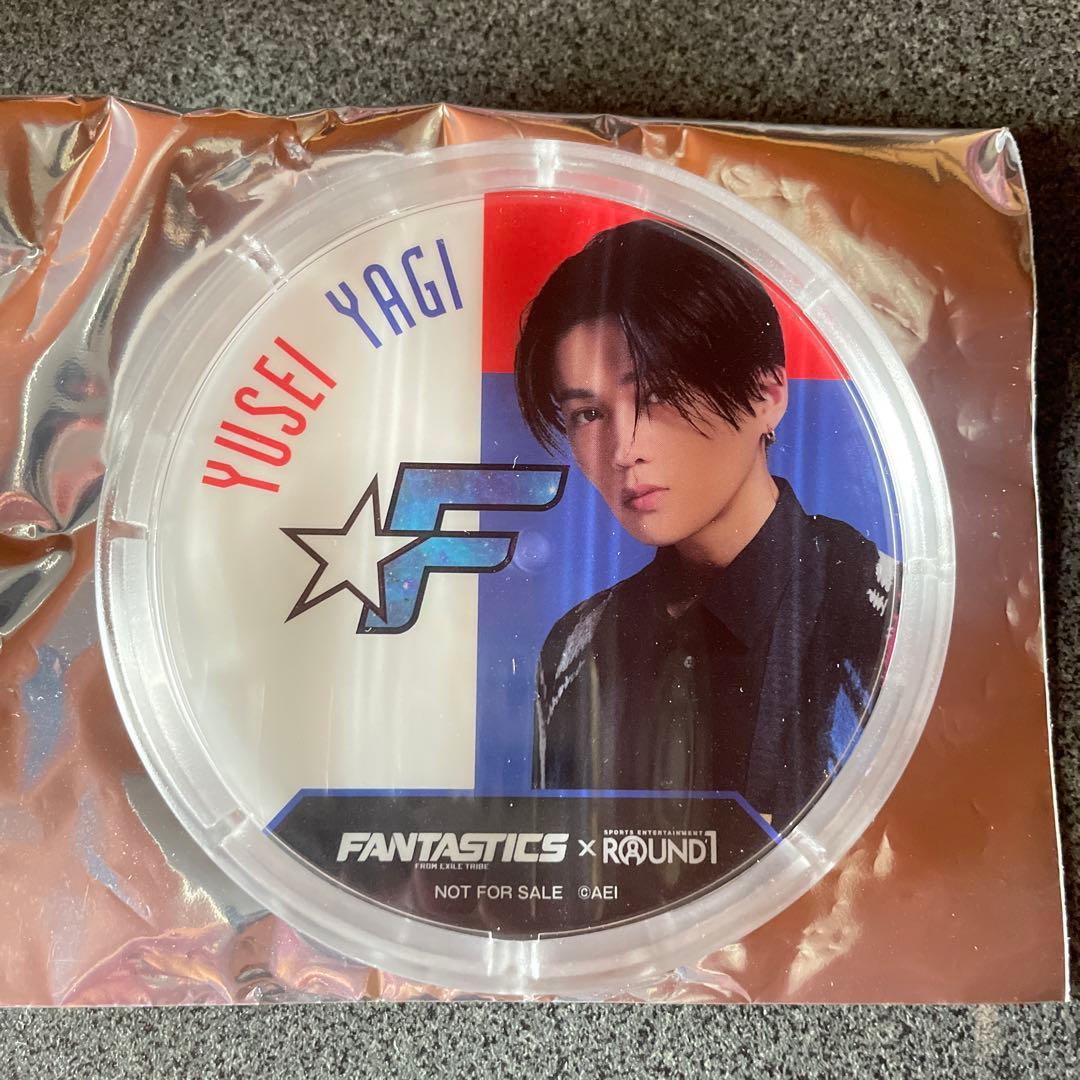 YUSEI YAGI
F
FANTASTICS × ROUND1
FROM EXILE TRIBE
SPORTS ENTERTAINMENT
NOT FOR SALE ©AEI